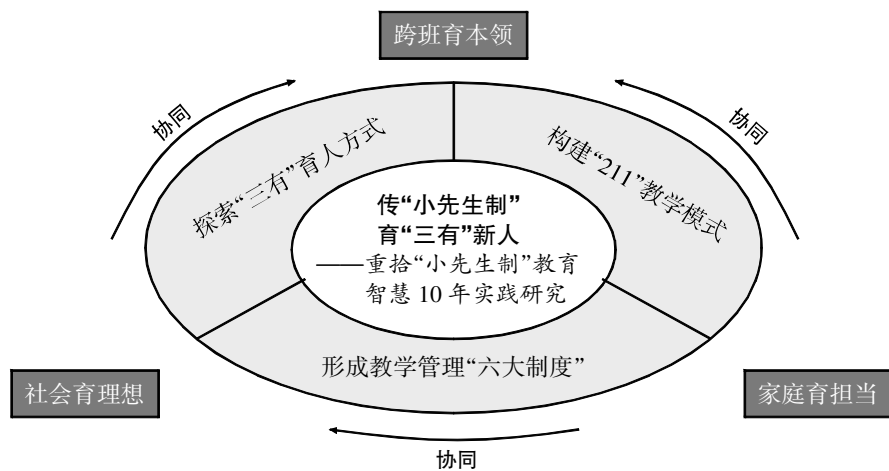 跨班育本领
协同
协同
探索“三有”育人方式
构建“211”教学模式
传“小先生制”
育“三有”新人
——重拾“小先生制”教育
智慧 10 年实践研究
形成教学管理“六大制度”
社会育理想
家庭育担当
协同